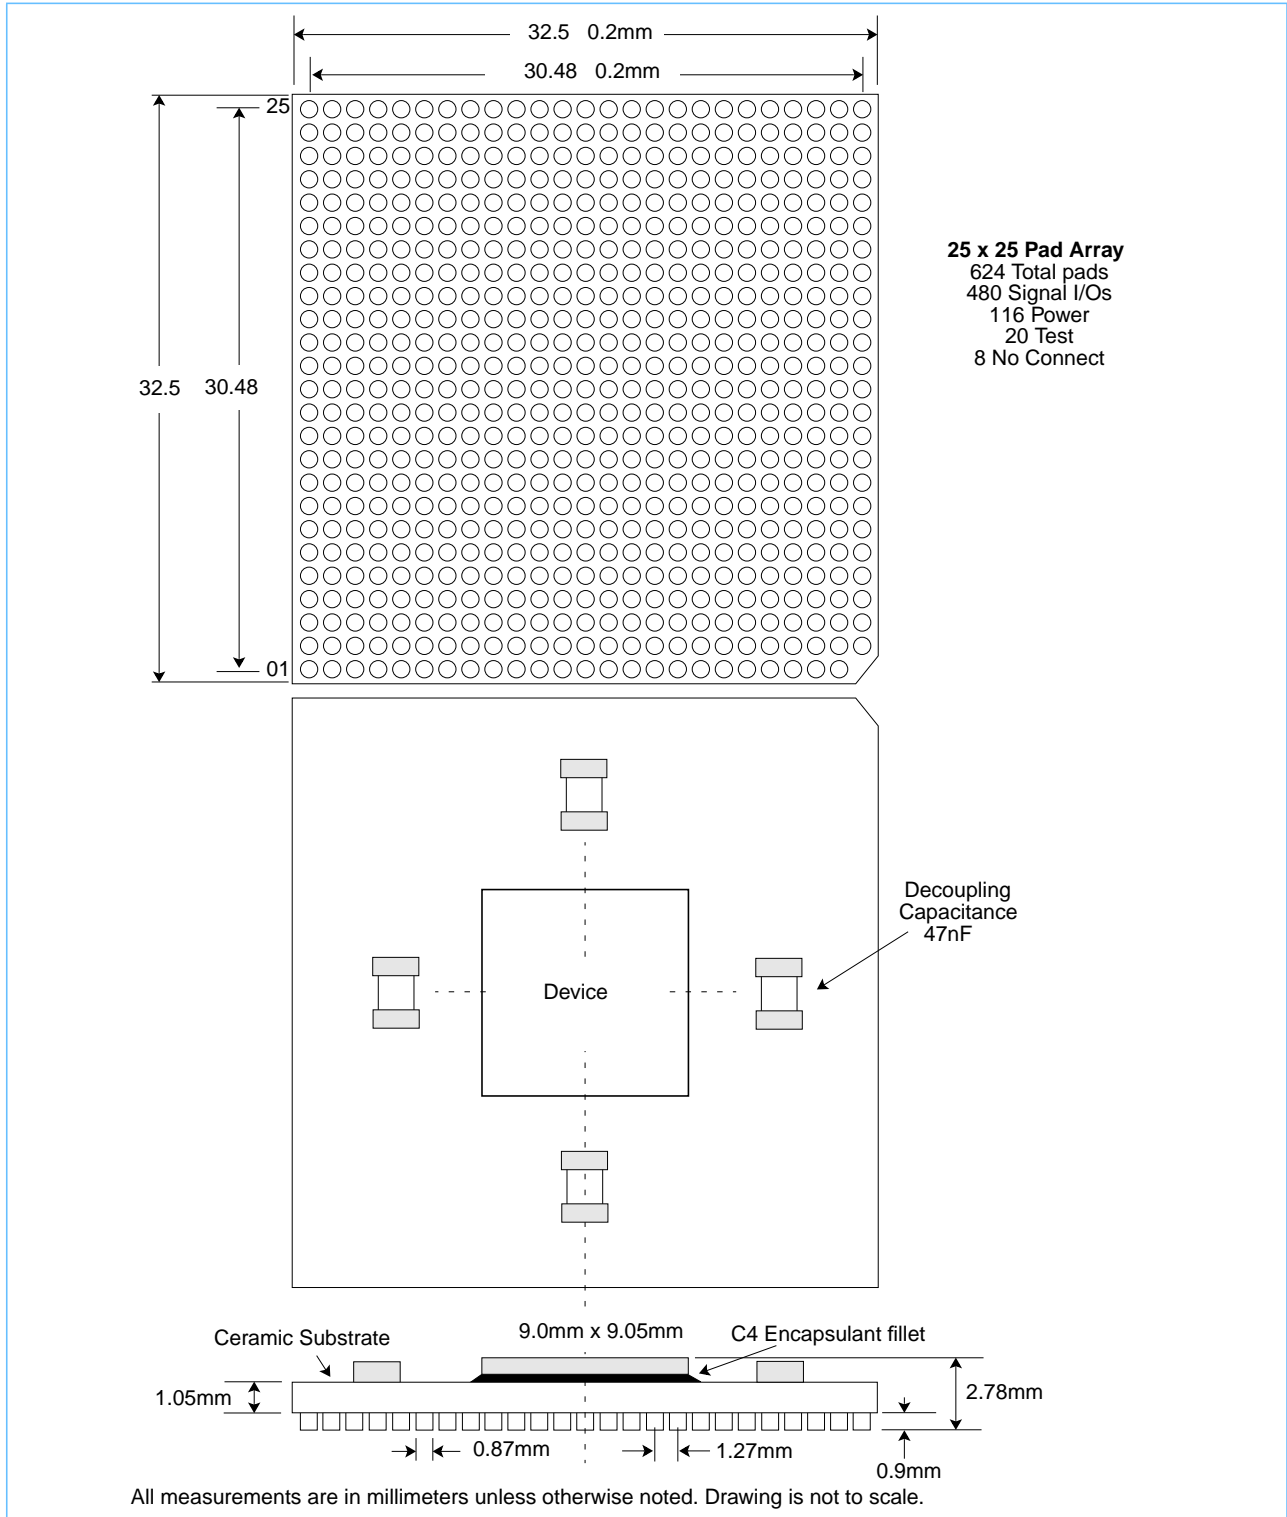 32.5 0.2mm
30.48 0.2mm
25
25 x 25 Pad Array
624 Total pads
480 Signal I/Os
116 Power
20 Test
8 No Connect
32.5 30.48
01
Decoupling
Capacitance
47nF
Device
9.0mm x 9.05mm
Ceramic Substrate
C4 Encapsulant fillet
1.05mm
2.78mm
0.87mm
1.27mm
0.9mm
All measurements are in millimeters unless otherwise noted. Drawing is not to scale.